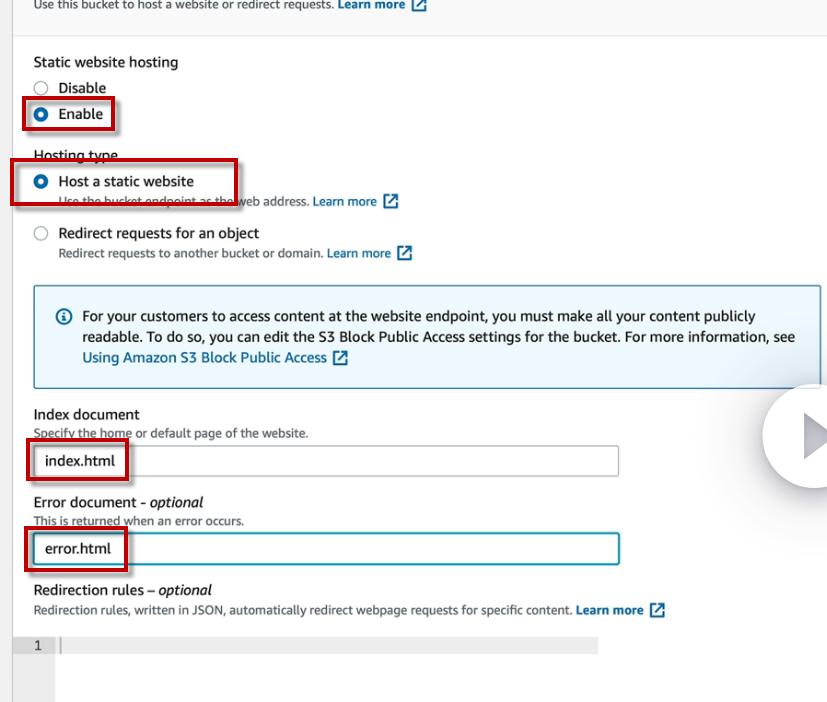 Use this bucket to host a website or redirect requests. Learn more
Static website hosting
Disable
Enable
Hosting type
Host a static website
Use the bucket endpoint as the web address. Learn more
Redirect requests for an object
Redirect requests to another bucket or domain. Learn more
For your customers to access content at the website endpoint, you must make all your content publicly
readable. To do so, you can edit the S3 Block Public Access settings for the bucket. For more information, see
Using Amazon S3 Block Public Access
Index document
Specify the home or default page of the website.
index.html
Error document - optional
This is returned when an error occurs.
error.html
Redirection rules – optional
Redirection rules, written in JSON, automatically redirect webpage requests for specific content. Learn more
1